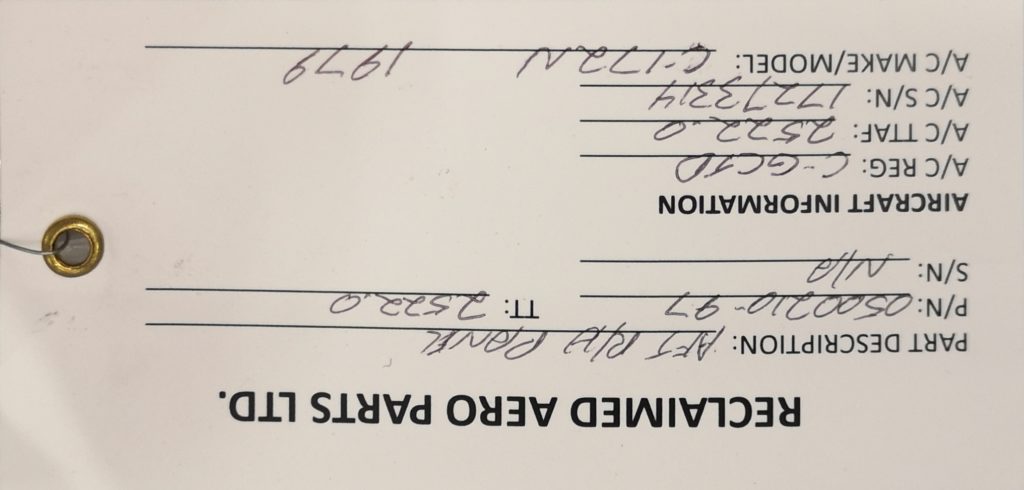 RECLAIMED AERO PARTS LTD.
PART DESCRIPTION: AFT R/H PANEL
P/N: 0500210-97 TT: 2522.0
S/N: N/A
AIRCRAFT INFORMATION
A/C REG: C-GCJD
A/C TTAF: 2522.0
A/C S/N: 17273314
A/C MAKE/MODEL: C-172N 1979